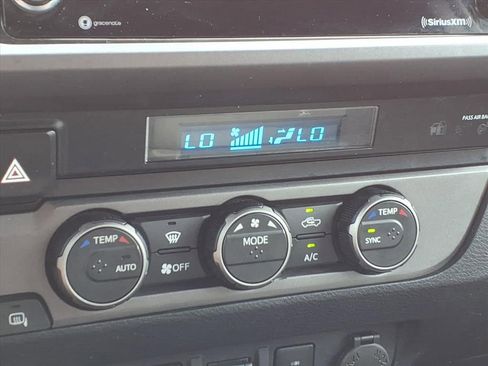 gracenote
SiriusXM
PASS AIR BAG
LO LO
TEMP
AUTO
OFF
MODE
A/C
TEMP
SYNC